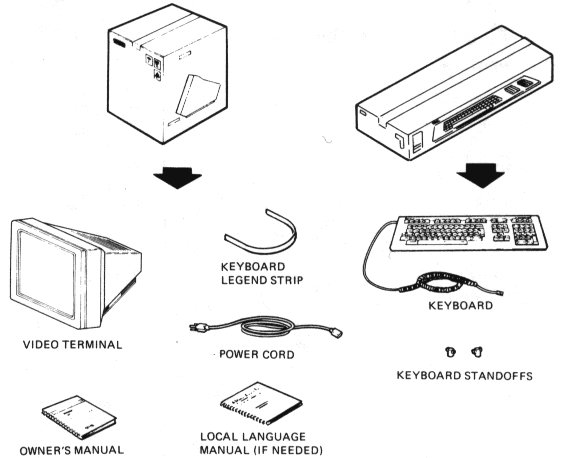 KEYBOARD
LEGEND STRIP
KEYBOARD
VIDEO TERMINAL
POWER CORD
KEYBOARD STANDOFFS
OWNER'S MANUAL
LOCAL LANGUAGE
MANUAL (IF NEEDED)